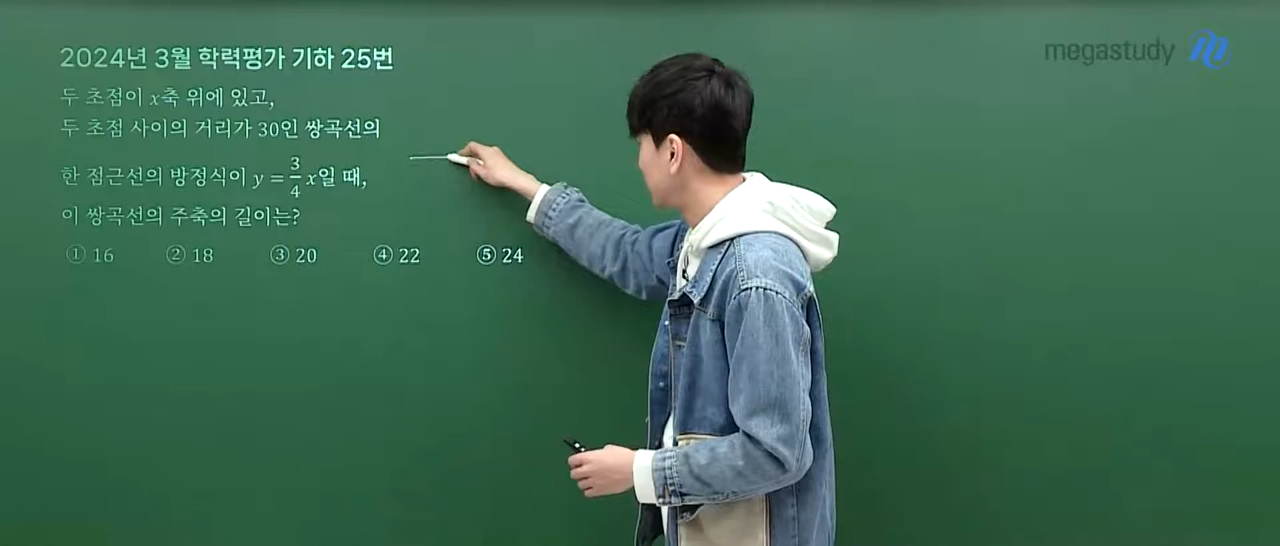 2024년 3월 학력평가 기하 25번
megastudy
두 초점이 x축 위에 있고,
두 초점 사이의 거리가 30인 쌍곡선의
한 점근선의 방정식이 y = 3/4 x일 때,
이 쌍곡선의 주축의 길이는?
① 16 ② 18 ③ 20 ④ 22 ⑤ 24